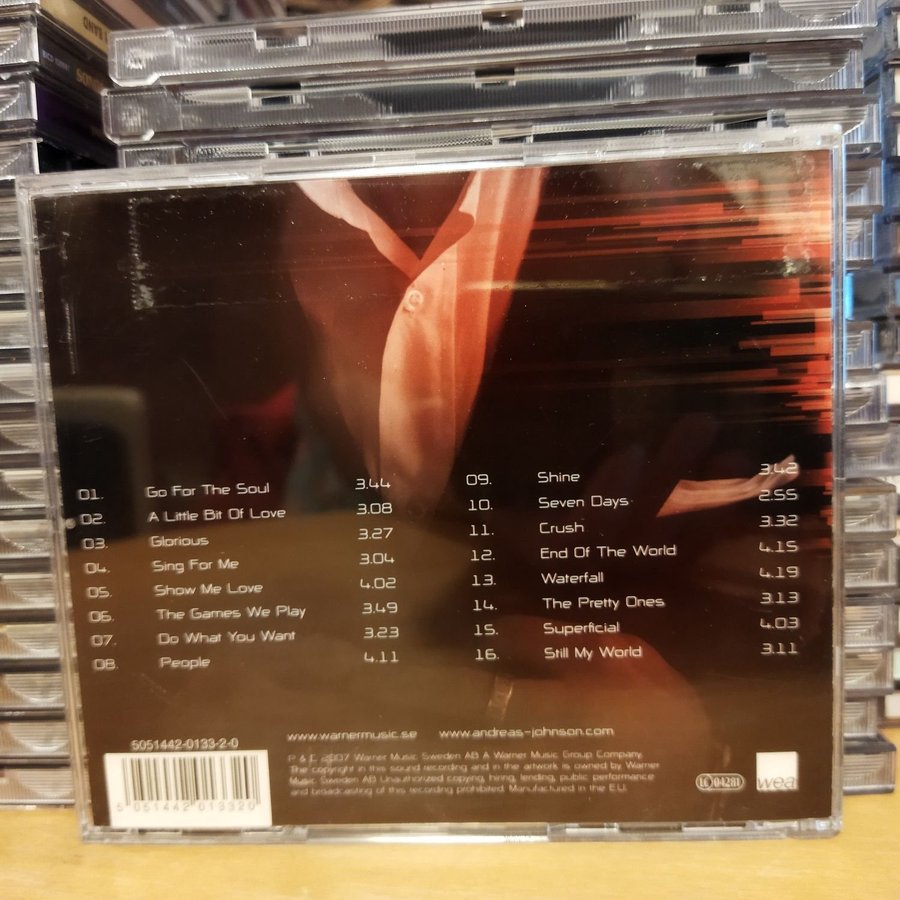 01. Go For The Soul 3.44
02. A Little Bit Of Love 3.08
03. Glorious 3.27
04. Sing For Me 3.04
05. Show Me Love 4.02
06. The Games We Play 3.49
07. Do What You Want 3.23
08. People 4.11
09. Shine 3.42
10. Seven Days 2.55
11. Crush 3.32
12. End Of The World 4.15
13. Waterfall 4.19
14. The Pretty Ones 3.13
15. Superficial 4.03
16. Still My World 3.11
www.warnermusic.se www.andreas-johnson.com
5051442-0133-2-0
5 051442 013320
P & C 2007 Warner Music Sweden AB A Warner Music Group Company.
The copyright in this sound recording and in the artwork is owned by Warner
Music Sweden AB Unauthorized copying, hiring, lending, public performance
and broadcasting of this recording prohibited. Manufactured in the E.U.
LC 04281
wea